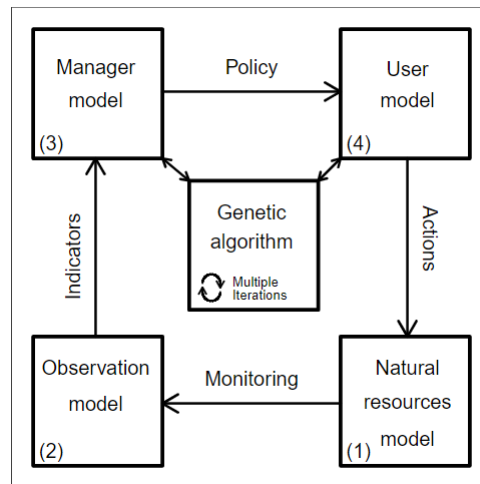 Manager
model
(3)
Policy
User
model
(4)
Genetic
algorithm
Multiple
Iterations
Indicators
Actions
Observation
model
(2)
Monitoring
Natural
resources
model
(1)